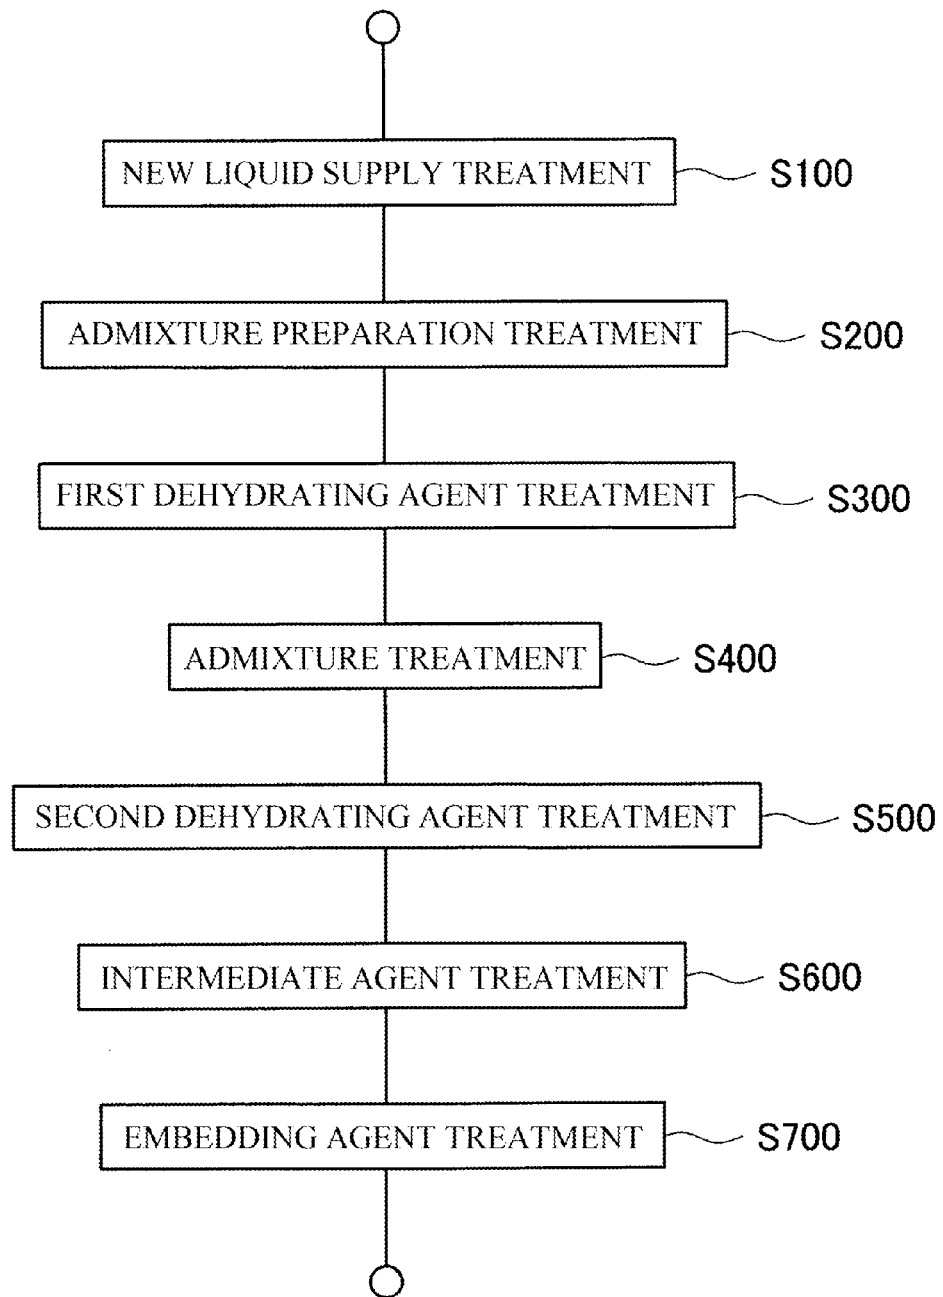 NEW LIQUID SUPPLY TREATMENT S100
ADMIXTURE PREPARATION TREATMENT S200
FIRST DEHYDRATING AGENT TREATMENT S300
ADMIXTURE TREATMENT S400
SECOND DEHYDRATING AGENT TREATMENT S500
INTERMEDIATE AGENT TREATMENT S600
EMBEDDING AGENT TREATMENT S700